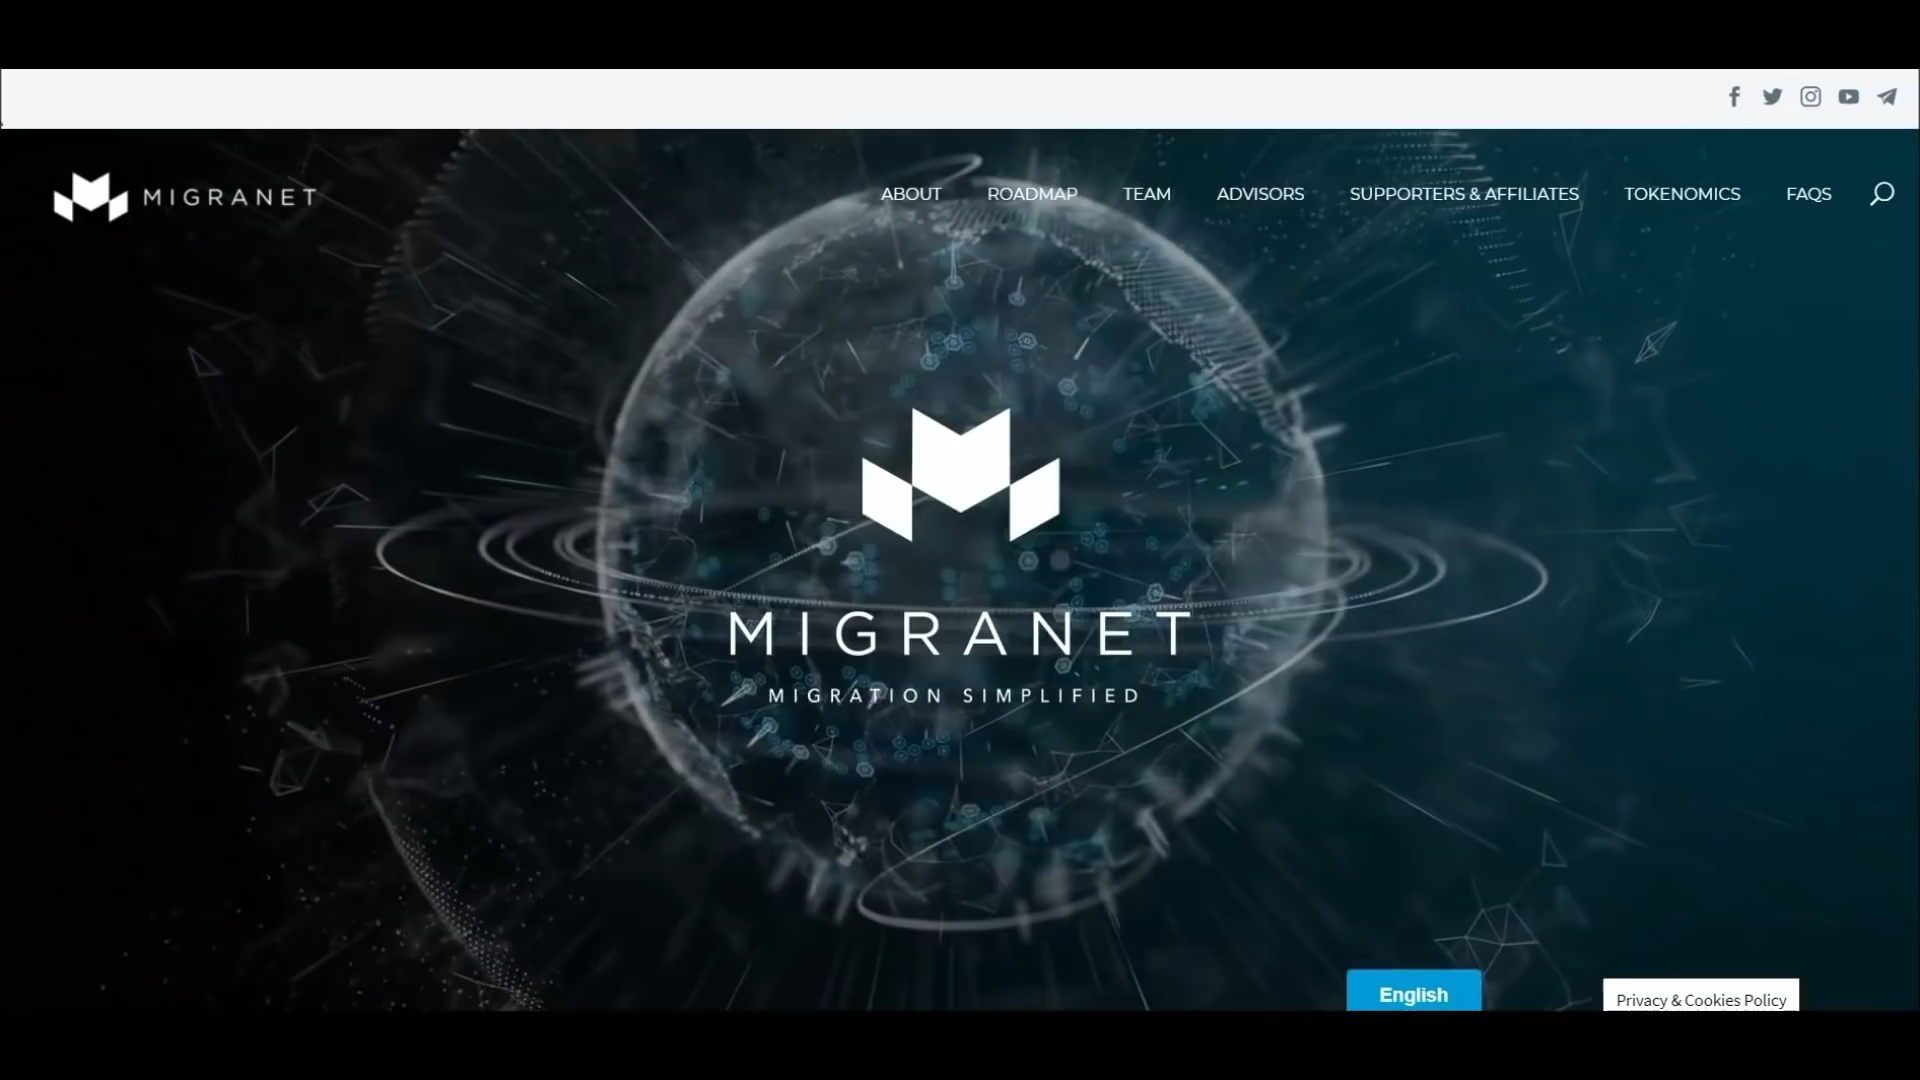 MIGRANET
ABOUT ROADMAP TEAM ADVISORS SUPPORTERS & AFFILIATES TOKENOMICS FAQS
MIGRANET
MIGRATION SIMPLIFIED
English
Privacy & Cookies Policy